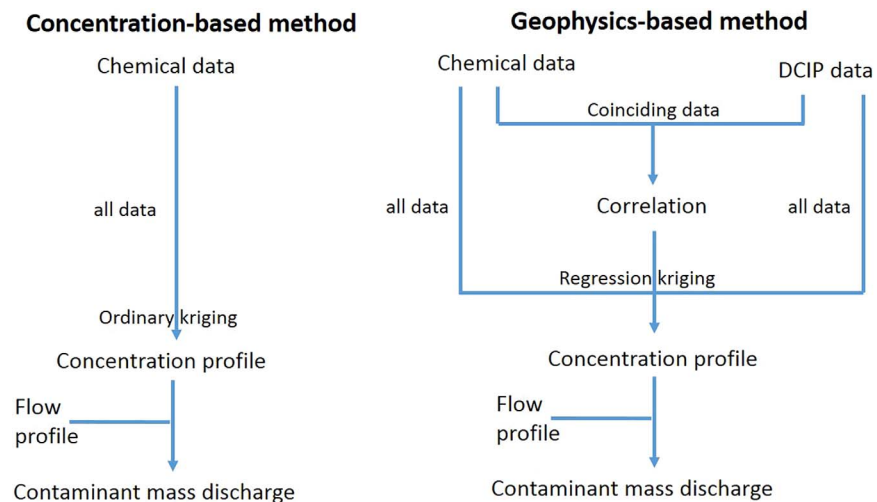 Concentration-based method
Chemical data
all data
Ordinary kriging
Concentration profile
Flow
profile
Contaminant mass discharge
Geophysics-based method
Chemical data
DCIP data
Coinciding data
all data
Correlation
all data
Regression kriging
Concentration profile
Flow
profile
Contaminant mass discharge